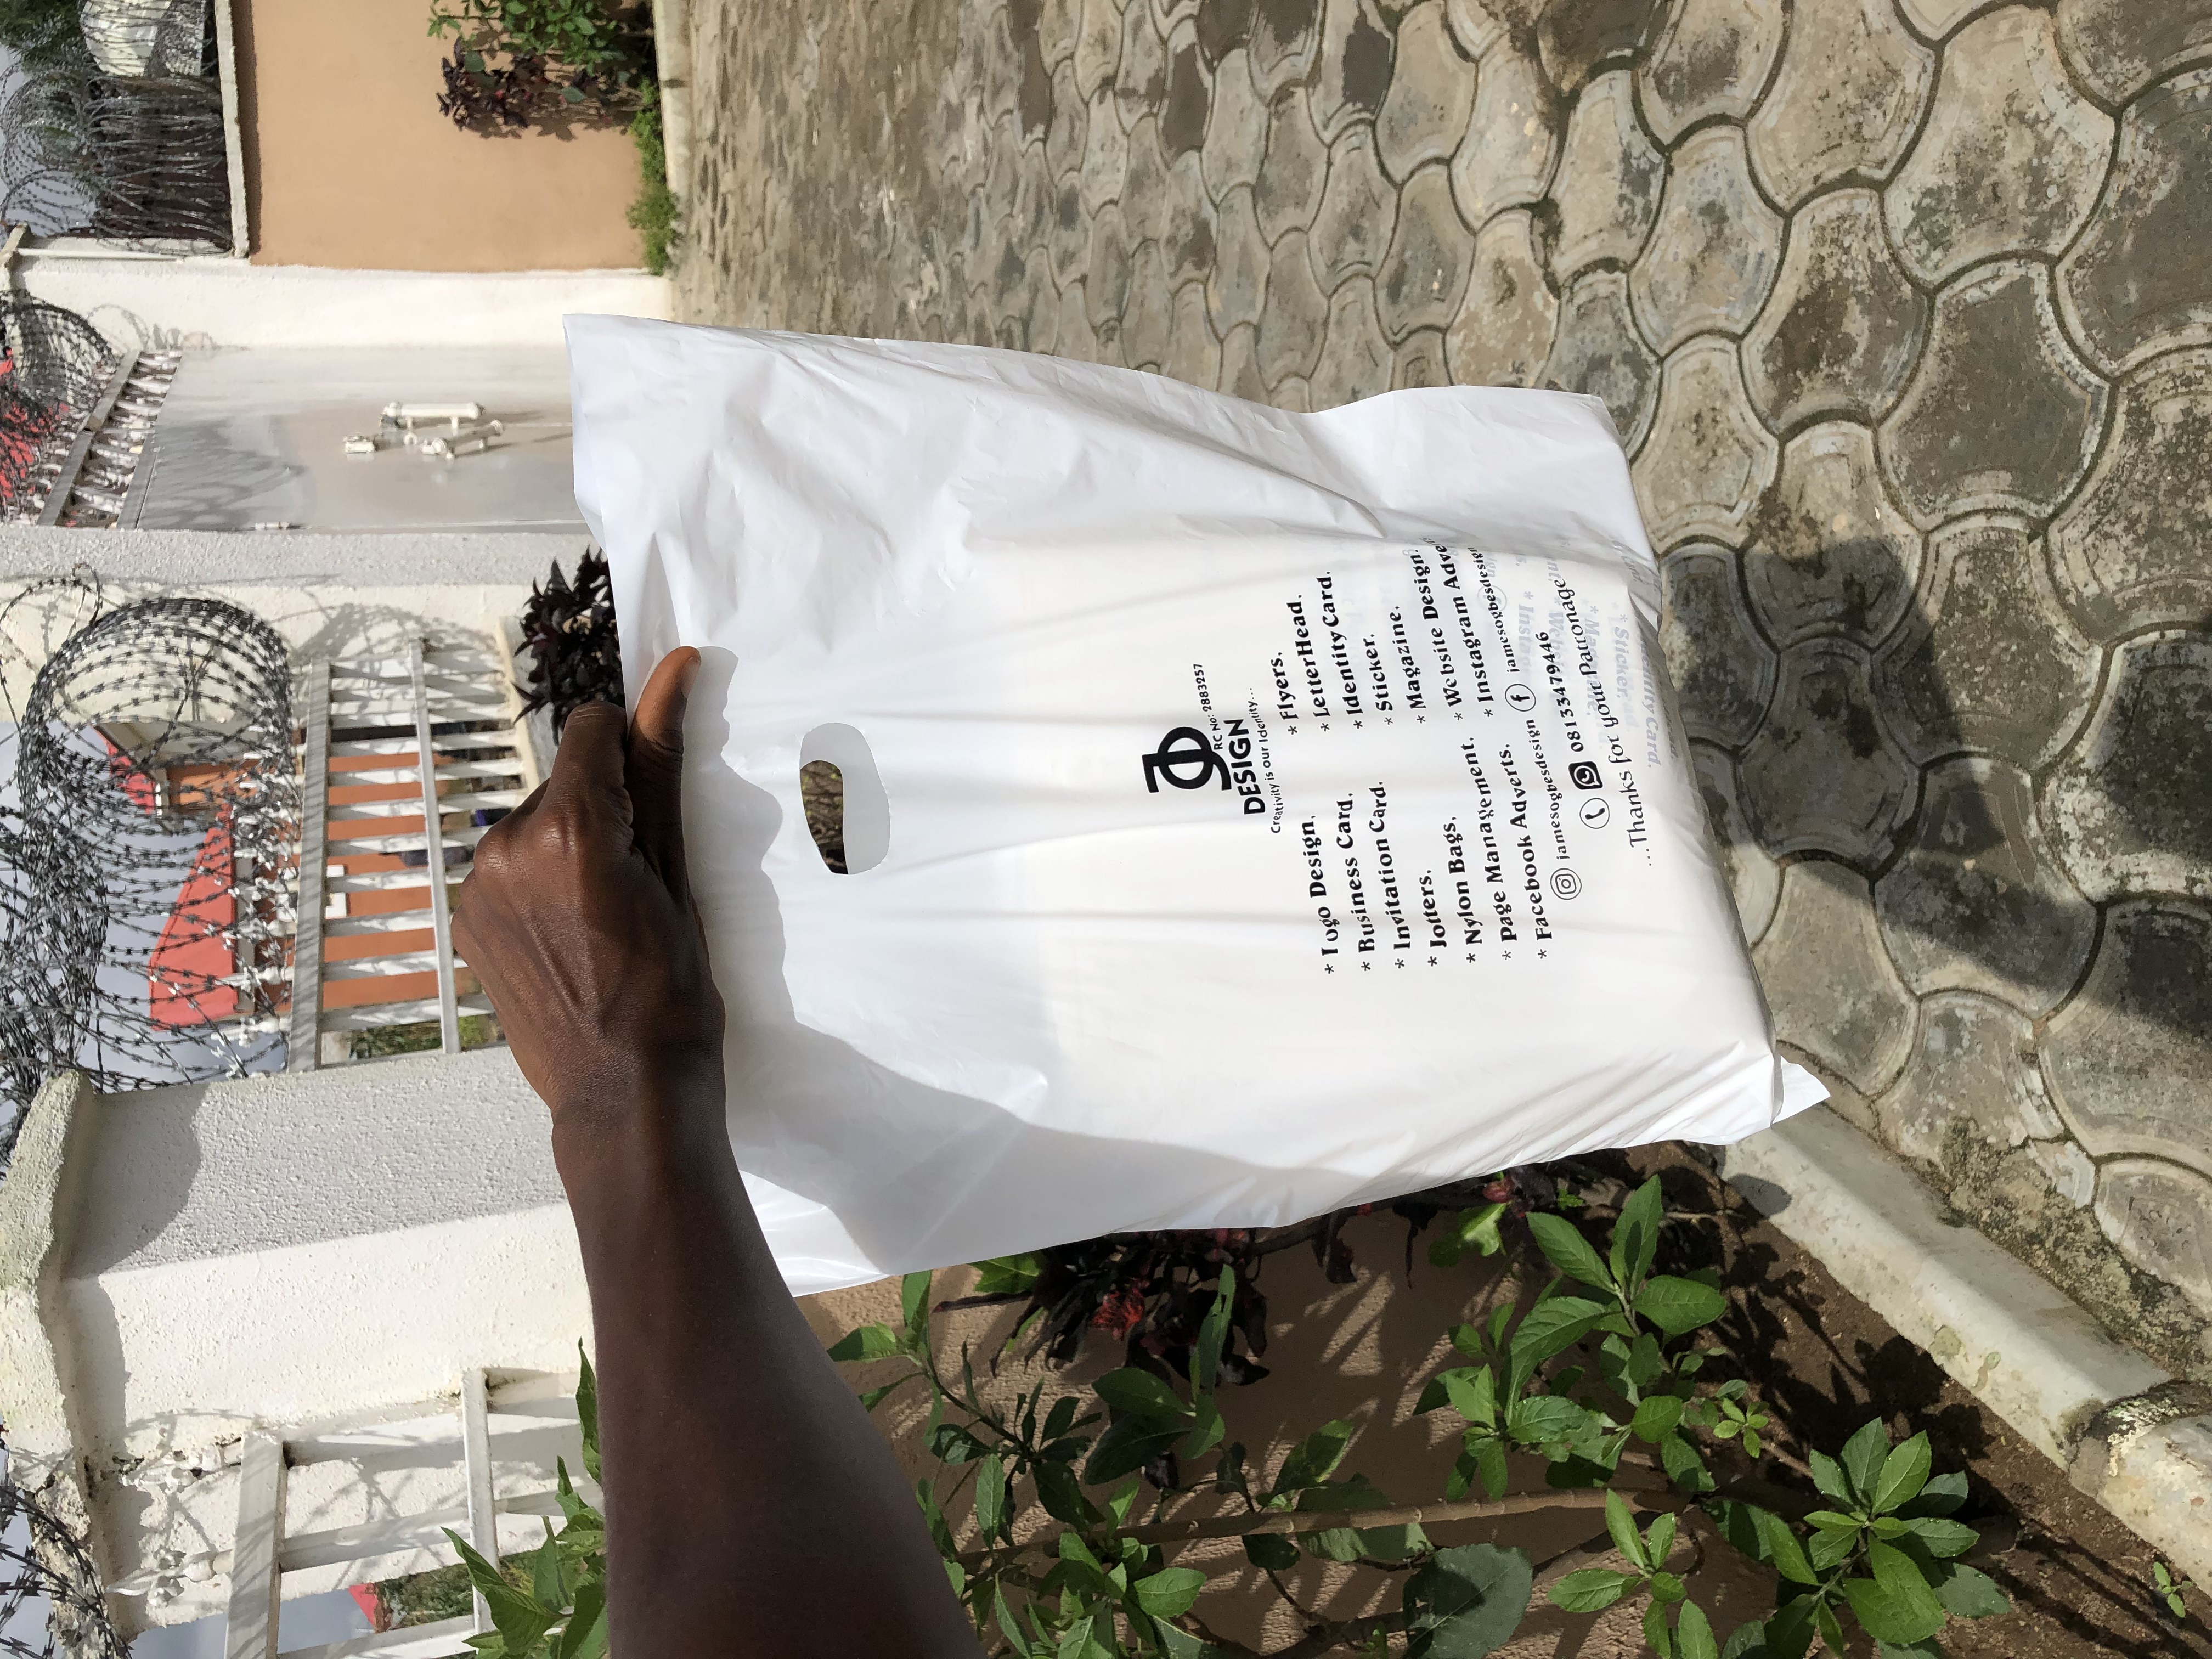 JO
RC No: 2883257
DESIGN
Creativity is our Identity...
* Logo Design,
* Business Card,
* Invitation Card,
* Jotters,
* Nylon Bags,
* Page Management,
* Facebook Adverts,
* Flyers,
* LetterHead,
* Identity Card,
* Sticker,
* Magazine,
* Website Design,
* Instagram
jamesogbesdesign jamesogbesdesign
08133479446
...Thanks for your Patronage